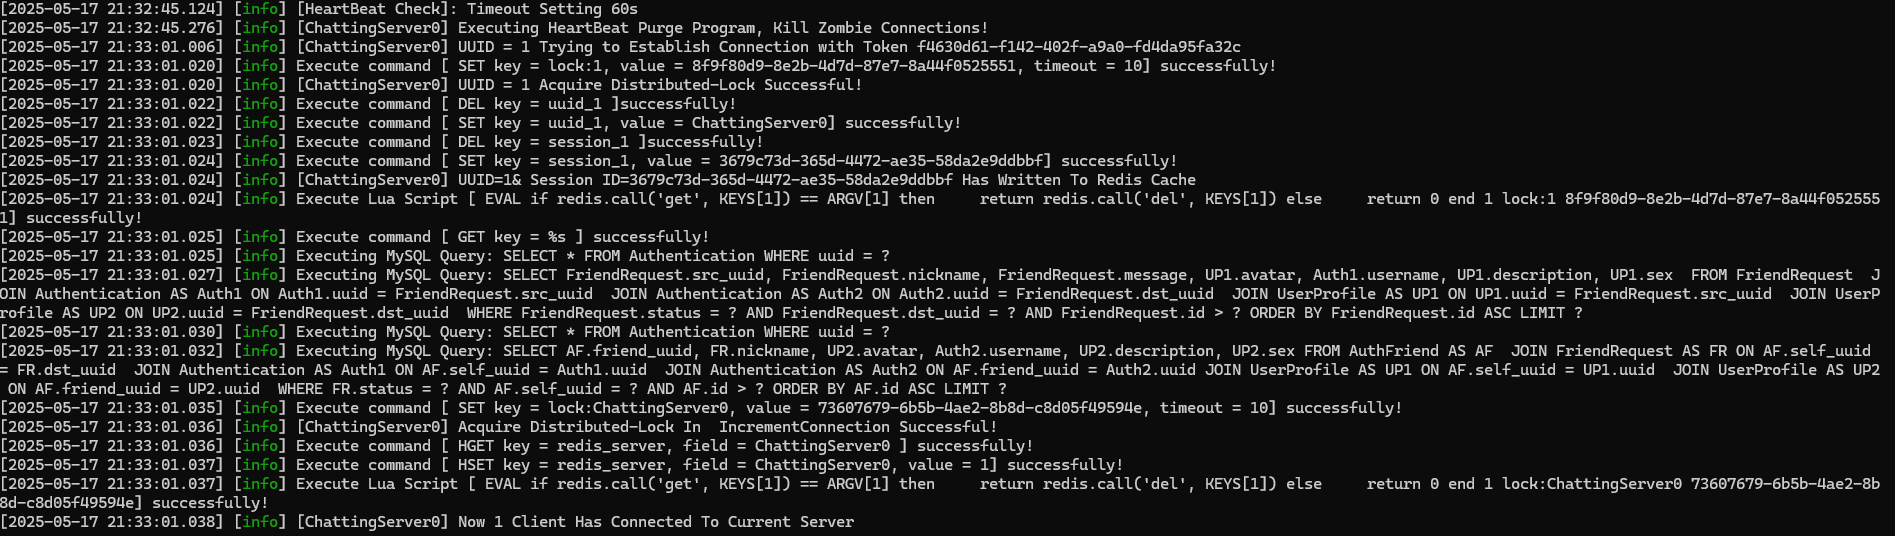 [2025-05-17 21:32:45.124] [info] [HeartBeat Check]: Timeout Setting 60s
[2025-05-17 21:32:45.276] [info] [ChattingServer0] Executing HeartBeat Purge Program, Kill Zombie Connections!
[2025-05-17 21:33:01.006] [info] [ChattingServer0] UUID = 1 Trying to Establish Connection with Token f4630d61-f142-402f-a9a0-fd4da95fa32c
[2025-05-17 21:33:01.020] [info] Execute command [ SET key = lock:1, value = 8f9f80d9-8e2b-4d7d-87e7-8a44f0525551, timeout = 10] successfully!
[2025-05-17 21:33:01.020] [info] [ChattingServer0] UUID = 1 Acquire Distributed-Lock Successful!
[2025-05-17 21:33:01.022] [info] Execute command [ DEL key = uuid_1 ]successfully!
[2025-05-17 21:33:01.022] [info] Execute command [ SET key = uuid_1, value = ChattingServer0] successfully!
[2025-05-17 21:33:01.023] [info] Execute command [ DEL key = session_1 ]successfully!
[2025-05-17 21:33:01.024] [info] Execute command [ SET key = session_1, value = 3679c73d-365d-4472-ae35-58da2e9ddbbf] successfully!
[2025-05-17 21:33:01.024] [info] [ChattingServer0] UUID=1& Session ID=3679c73d-365d-4472-ae35-58da2e9ddbbf Has Written To Redis Cache
[2025-05-17 21:33:01.024] [info] Execute Lua Script [ EVAL if redis.call('get', KEYS[1]) == ARGV[1] then     return redis.call('del', KEYS[1]) else     return 0 end 1 lock:1 8f9f80d9-8e2b-4d7d-87e7-8a44f052555
1] successfully!
[2025-05-17 21:33:01.025] [info] Execute command [ GET key = %s ] successfully!
[2025-05-17 21:33:01.025] [info] Executing MySQL Query: SELECT * FROM Authentication WHERE uuid = ?
[2025-05-17 21:33:01.027] [info] Executing MySQL Query: SELECT FriendRequest.src_uuid, FriendRequest.nickname, FriendRequest.message, UP1.avatar, Auth1.username, UP1.description, UP1.sex  FROM FriendRequest  J
OIN Authentication AS Auth1 ON Auth1.uuid = FriendRequest.src_uuid  JOIN Authentication AS Auth2 ON Auth2.uuid = FriendRequest.dst_uuid  JOIN UserProfile AS UP1 ON UP1.uuid = FriendRequest.src_uuid  JOIN UserP
rofile AS UP2 ON UP2.uuid = FriendRequest.dst_uuid  WHERE FriendRequest.status = ? AND FriendRequest.dst_uuid = ? AND FriendRequest.id > ? ORDER BY FriendRequest.id ASC LIMIT ?
[2025-05-17 21:33:01.030] [info] Executing MySQL Query: SELECT * FROM Authentication WHERE uuid = ?
[2025-05-17 21:33:01.032] [info] Executing MySQL Query: SELECT AF.friend_uuid, FR.nickname, UP2.avatar, Auth2.username, UP2.description, UP2.sex FROM AuthFriend AS AF  JOIN FriendRequest AS FR ON AF.self_uuid
= FR.dst_uuid  JOIN Authentication AS Auth1 ON AF.self_uuid = Auth1.uuid  JOIN Authentication AS Auth2 ON AF.friend_uuid = Auth2.uuid JOIN UserProfile AS UP1 ON AF.self_uuid = UP1.uuid  JOIN UserProfile AS UP2
 ON AF.friend_uuid = UP2.uuid  WHERE FR.status = ? AND AF.self_uuid = ? AND AF.id > ? ORDER BY AF.id ASC LIMIT ?
[2025-05-17 21:33:01.035] [info] Execute command [ SET key = lock:ChattingServer0, value = 73607679-6b5b-4ae2-8b8d-c8d05f49594e, timeout = 10] successfully!
[2025-05-17 21:33:01.036] [info] [ChattingServer0] Acquire Distributed-Lock In  IncrementConnection Successful!
[2025-05-17 21:33:01.036] [info] Execute command [ HGET key = redis_server, field = ChattingServer0 ] successfully!
[2025-05-17 21:33:01.037] [info] Execute command [ HSET key = redis_server, field = ChattingServer0, value = 1] successfully!
[2025-05-17 21:33:01.037] [info] Execute Lua Script [ EVAL if redis.call('get', KEYS[1]) == ARGV[1] then     return redis.call('del', KEYS[1]) else     return 0 end 1 lock:ChattingServer0 73607679-6b5b-4ae2-8b
8d-c8d05f49594e] successfully!
[2025-05-17 21:33:01.038] [info] [ChattingServer0] Now 1 Client Has Connected To Current Server